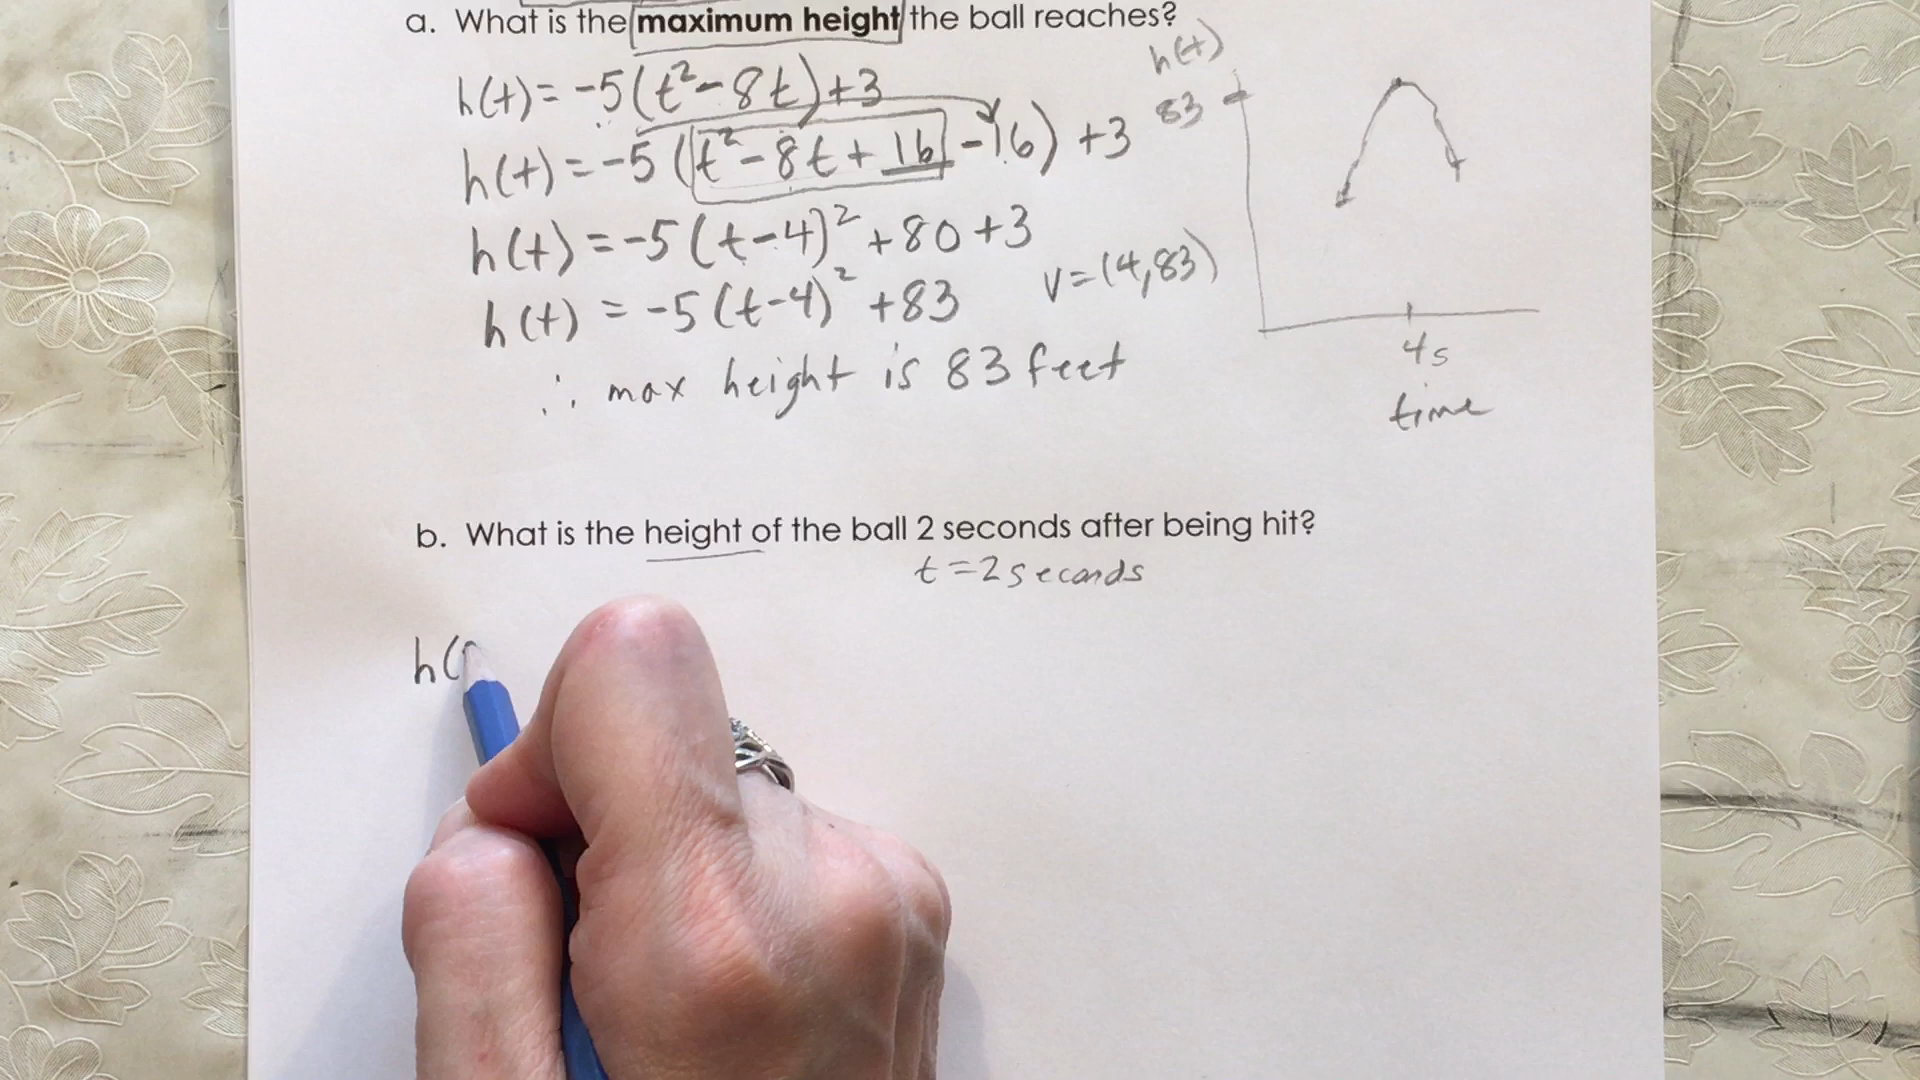 a. What is the maximum height the ball reaches?
h(t) = -5(t²-8t)+3
h(t) = -5(t²-8t+16-16)+3
h(t) = -5(t-4)²+80+3
h(t) = -5(t-4)²+83
V=(4,83)
∴ max height is 83 feet
h(t)
83
4s
time
b. What is the height of the ball 2 seconds after being hit?
t=2seconds
h(